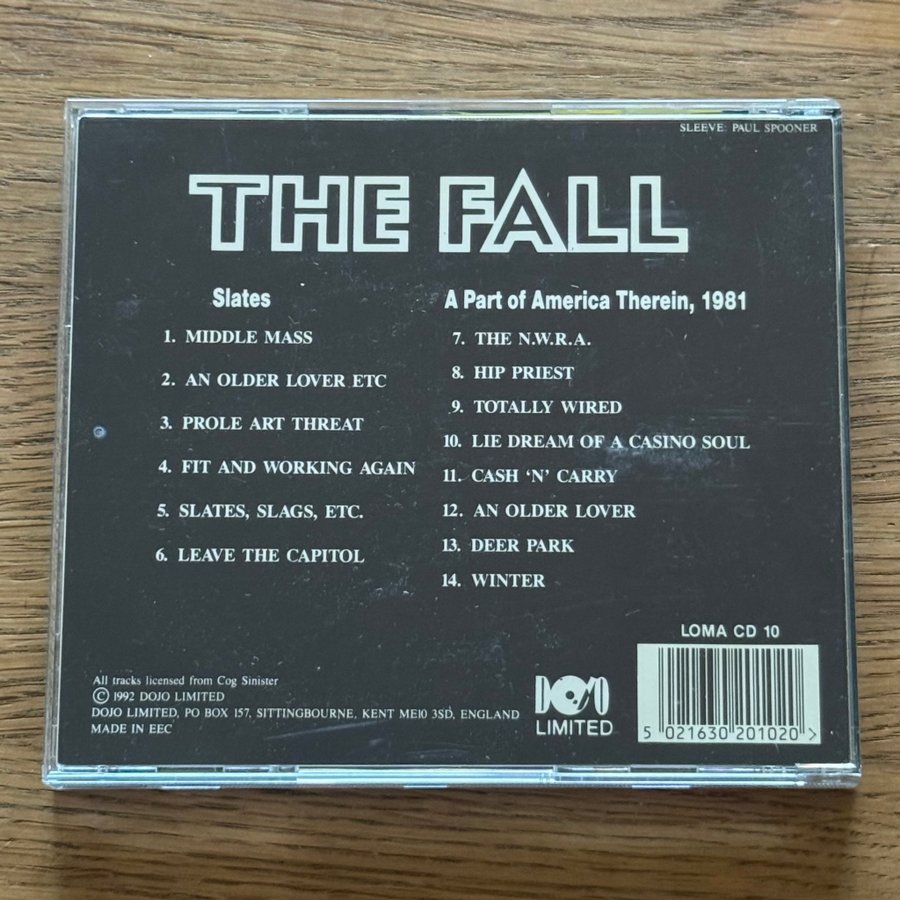 SLEEVE: PAUL SPOONER
THE FALL
Slates
1. MIDDLE MASS
2. AN OLDER LOVER ETC
3. PROLE ART THREAT
4. FIT AND WORKING AGAIN
5. SLATES, SLAGS, ETC.
6. LEAVE THE CAPITOL
A Part of America Therein, 1981
7. THE N.W.R.A.
8. HIP PRIEST
9. TOTALLY WIRED
10. LIE DREAM OF A CASINO SOUL
11. CASH ‘N’ CARRY
12. AN OLDER LOVER
13. DEER PARK
14. WINTER
All tracks licensed from Cog Sinister
© 1992 DOJO LIMITED
DOJO LIMITED, PO BOX 157, SITTINGBOURNE, KENT ME10 3SD, ENGLAND
MADE IN EEC
DOJO
LIMITED
LOMA CD 10
5 021630 201020 >